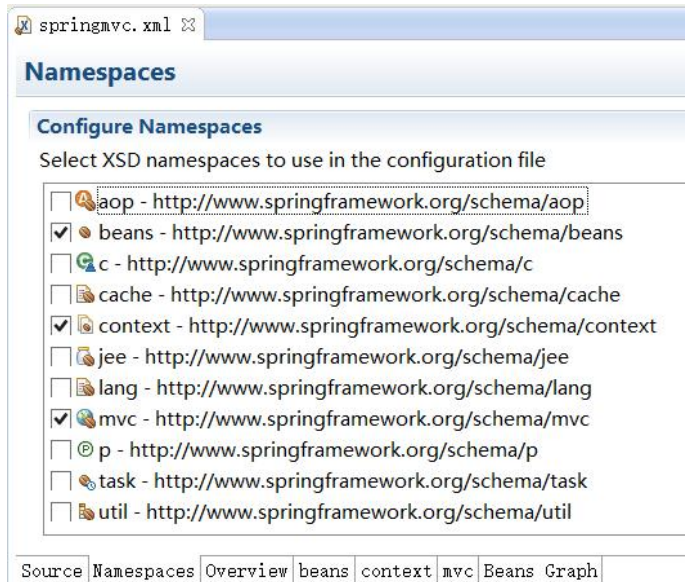 springmvc.xml
Namespaces
Configure Namespaces
Select XSD namespaces to use in the configuration file
aop - http://www.springframework.org/schema/aop
beans - http://www.springframework.org/schema/beans
c - http://www.springframework.org/schema/c
cache - http://www.springframework.org/schema/cache
context - http://www.springframework.org/schema/context
jee - http://www.springframework.org/schema/jee
lang - http://www.springframework.org/schema/lang
mvc - http://www.springframework.org/schema/mvc
p - http://www.springframework.org/schema/p
task - http://www.springframework.org/schema/task
util - http://www.springframework.org/schema/util
Source Namespaces Overview beans context mvc Beans Graph